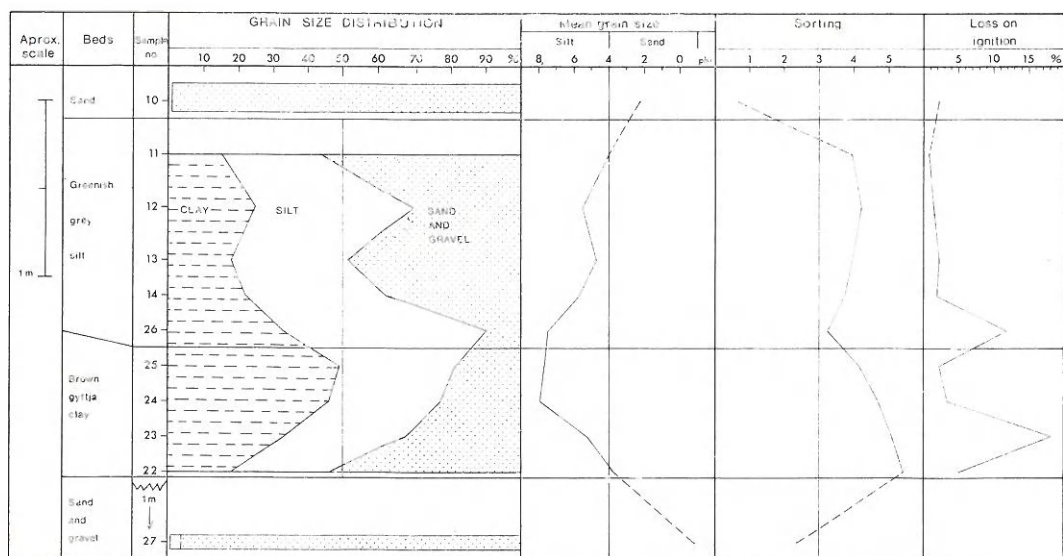 GRAIN SIZE DISTRIBUTION
Mean grain size
Sorting
Loss on
ignition
Aprox.
scale
Beds
Sample
no.
Silt
Sand
10 20 30 40 50 60 70 80 90 %
8 6 4 2 0
1 2 3 4 5
5 10 15 %
Sand
10
11
Greenish
grey
silt
12
CLAY
SILT
SAND
AND
GRAVEL
13
1m
14
26
25
Brown
gyttja
clay
24
23
22
Sand
and
gravel
1m
27